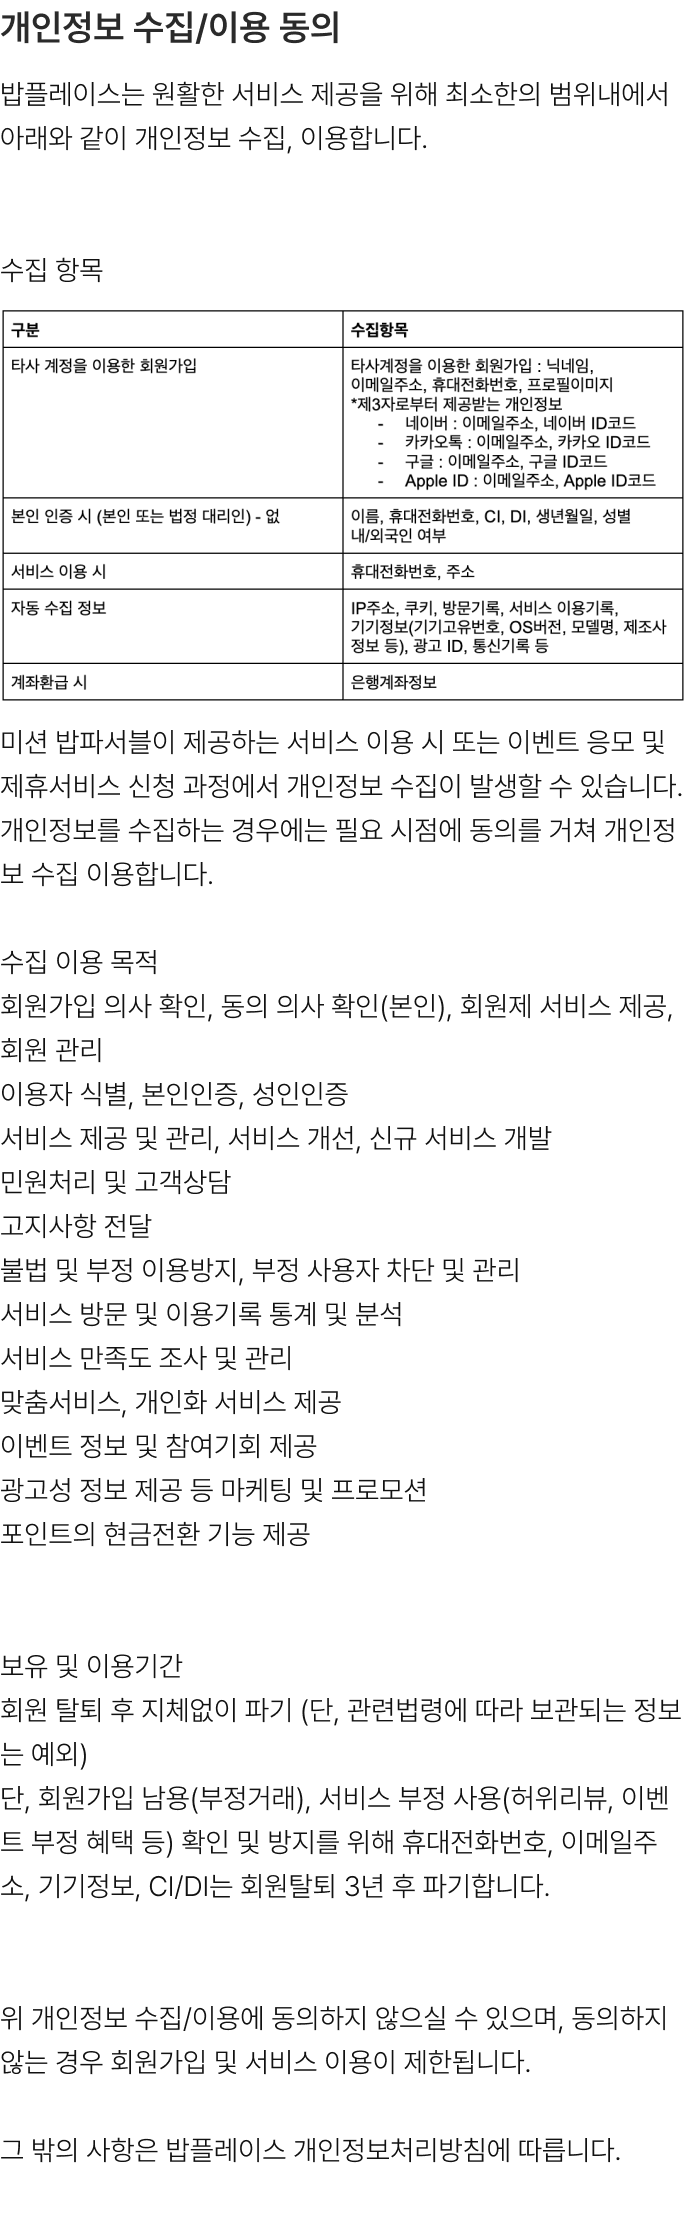 개인정보 수집/이용 동의
밥플레이스는 원활한 서비스 제공을 위해 최소한의 범위내에서
아래와 같이 개인정보 수집, 이용합니다.
수집 항목
구분
수집항목
타사 계정을 이용한 회원가입
타사계정을 이용한 회원가입 : 닉네임,
이메일주소, 휴대전화번호, 프로필이미지
*제3자로부터 제공받는 개인정보
- 네이버 : 이메일주소, 네이버 ID코드
- 카카오톡 : 이메일주소, 카카오 ID코드
- 구글 : 이메일주소, 구글 ID코드
- Apple ID : 이메일주소, Apple ID코드
본인 인증 시 (본인 또는 법정 대리인) - 없
이름, 휴대전화번호, CI, DI, 생년월일, 성별
내/외국인 여부
서비스 이용 시
휴대전화번호, 주소
자동 수집 정보
IP주소, 쿠키, 방문기록, 서비스 이용기록,
기기정보(기기고유번호, OS버전, 모델명, 제조사
정보 등), 광고 ID, 통신기록 등
계좌환급 시
은행계좌정보
미션 밥파서블이 제공하는 서비스 이용 시 또는 이벤트 응모 및
제휴서비스 신청 과정에서 개인정보 수집이 발생할 수 있습니다.
개인정보를 수집하는 경우에는 필요 시점에 동의를 거쳐 개인정
보 수집 이용합니다.
수집 이용 목적
회원가입 의사 확인, 동의 의사 확인(본인), 회원제 서비스 제공,
회원 관리
이용자 식별, 본인인증, 성인인증
서비스 제공 및 관리, 서비스 개선, 신규 서비스 개발
민원처리 및 고객상담
고지사항 전달
불법 및 부정 이용방지, 부정 사용자 차단 및 관리
서비스 방문 및 이용기록 통계 및 분석
서비스 만족도 조사 및 관리
맞춤서비스, 개인화 서비스 제공
이벤트 정보 및 참여기회 제공
광고성 정보 제공 등 마케팅 및 프로모션
포인트의 현금전환 기능 제공
보유 및 이용기간
회원 탈퇴 후 지체없이 파기 (단, 관련법령에 따라 보관되는 정보
는 예외)
단, 회원가입 남용(부정거래), 서비스 부정 사용(허위리뷰, 이벤
트 부정 혜택 등) 확인 및 방지를 위해 휴대전화번호, 이메일주
소, 기기정보, CI/DI는 회원탈퇴 3년 후 파기합니다.
위 개인정보 수집/이용에 동의하지 않으실 수 있으며, 동의하지
않는 경우 회원가입 및 서비스 이용이 제한됩니다.
그 밖의 사항은 밥플레이스 개인정보처리방침에 따릅니다.